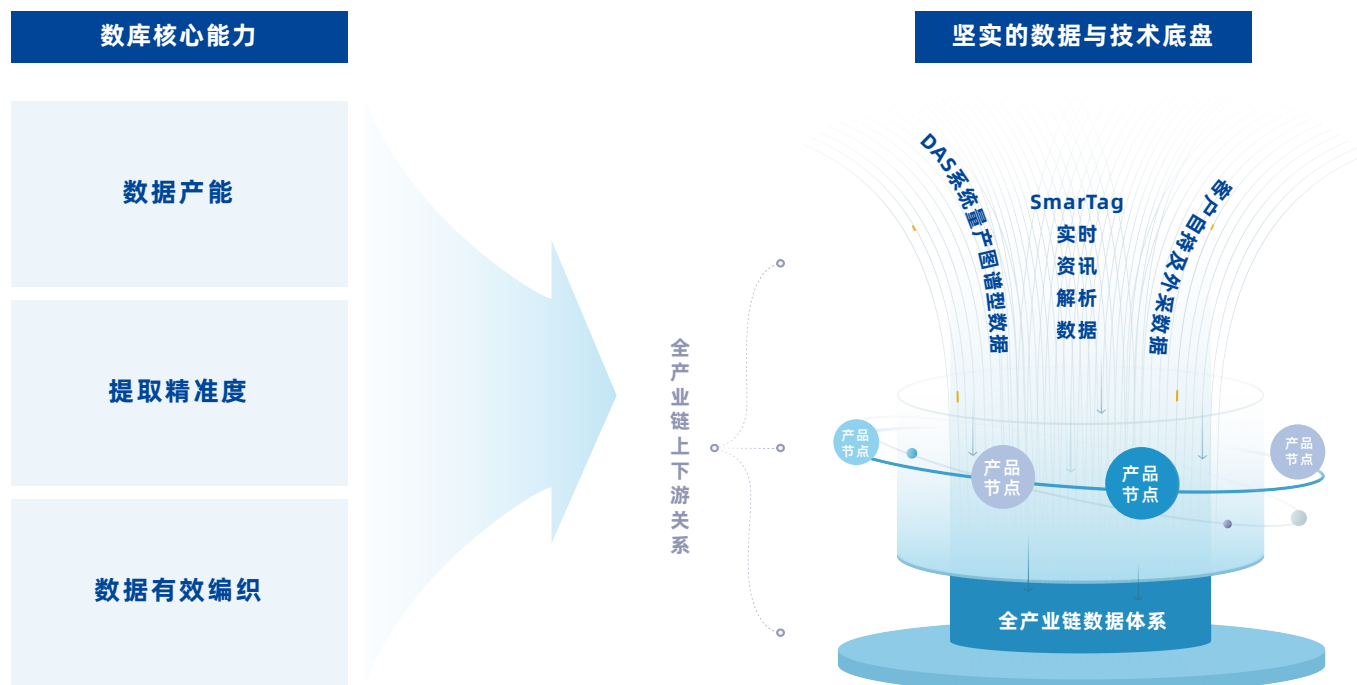 数库核心能力
数据产能
提取精准度
数据有效编织
全产业链上下游关系
坚实的数据与技术底盘
DAS系统量产图谱型数据
SmarTag
实时
资讯
解析
数据
客户自持及外采数据
产品
节点
产品
节点
产品
节点
产品
节点
全产业链数据体系